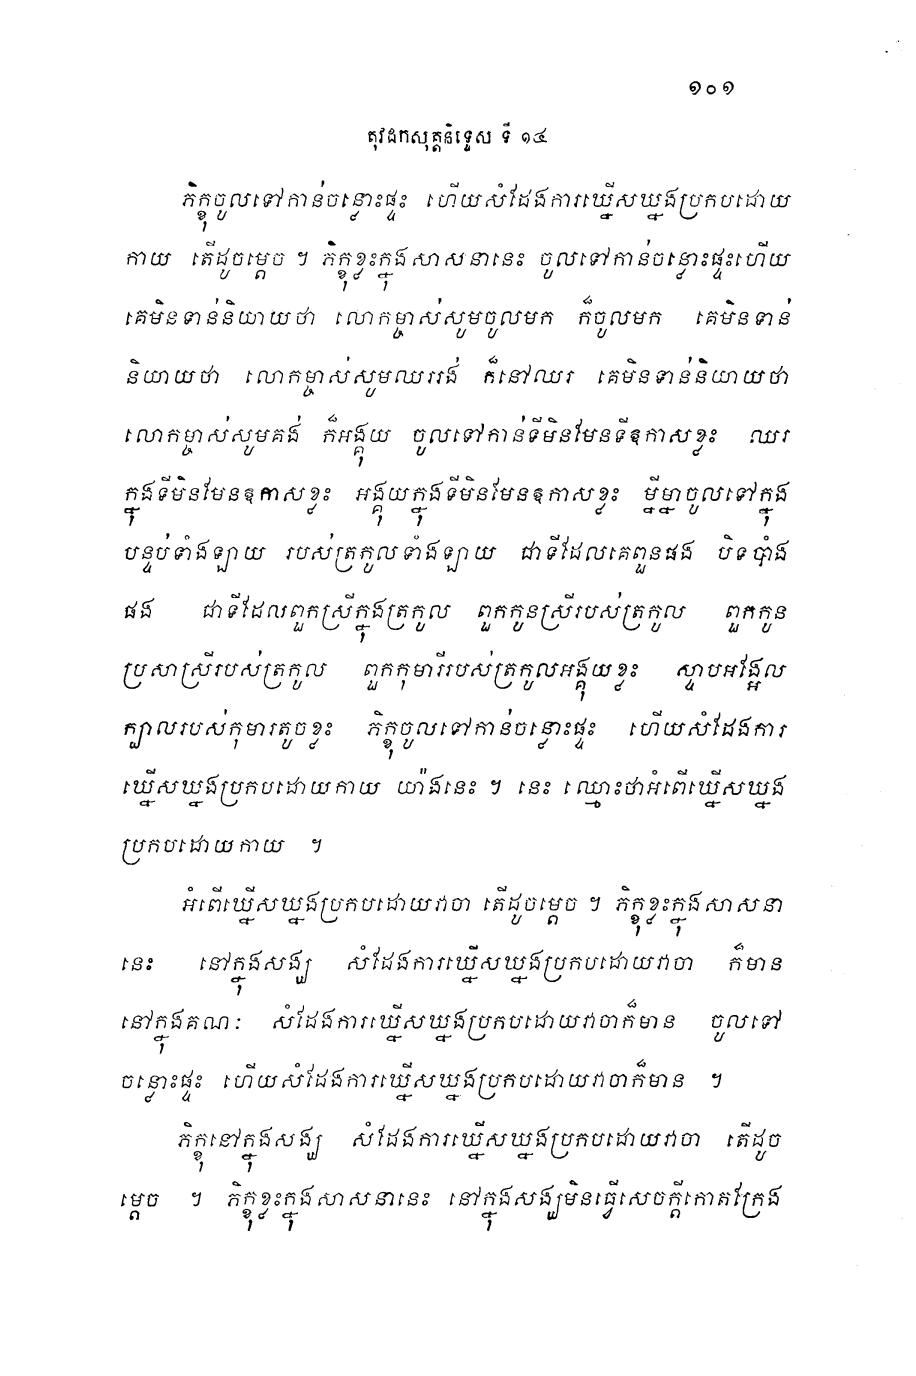 ១០១
តុវដកសុត្តនិទ្ទេស ទី ១៤
ភិក្ខុចូលទៅកាន់ចន្លោះផ្ទះ ហើយសំដែងការឃ្នើសឃ្នងប្រកបដោយ
កាយ តើដូចម្តេច ។ ភិក្ខុខ្លះក្នុងសាសនានេះ ចូលទៅកាន់ចន្លោះផ្ទះហើយ
គេមិនទាន់និយាយថា លោកម្ចាស់សូមចូលមក ក៏ចូលមក គេមិនទាន់
និយាយថា លោកម្ចាស់សូមឈររង់ ក៏នៅឈរ គេមិនទាន់និយាយថា
លោកម្ចាស់សូមគង់ ក៏អង្គុយ ចូលទៅកាន់ទីមិនមែនទីឧកាសខ្លះ ឈរ
ក្នុងទីមិនមែនឧកាសខ្លះ អង្គុយក្នុងទីមិនមែនឧកាសខ្លះ ម្នីម្នាចូលទៅក្នុង
បន្ទប់ទាំងឡាយ របស់ត្រកូលទាំងឡាយ ជាទីដែលគេពួនផង បិទបាំង
ផង ជាទីដែលពួកស្រីក្នុងត្រកូល ពួកកូនស្រីរបស់ត្រកូល ពួកកូន
ប្រសាស្រីរបស់ត្រកូល ពួកកុមារីរបស់ត្រកូលអង្គុយខ្លះ ស្ទាបអង្អែល
ក្បាលរបស់កុមារតូចខ្លះ ភិក្ខុចូលទៅកាន់ចន្លោះផ្ទះ ហើយសំដែងការ
ឃ្នើសឃ្នងប្រកបដោយកាយ យ៉ាងនេះ ។ នេះ ឈ្មោះថាអំពើឃ្នើសឃ្នង
ប្រកបដោយកាយ ។
អំពើឃ្នើសឃ្នងប្រកបដោយវាចា តើដូចម្តេច ។ ភិក្ខុខ្លះក្នុងសាសនា
នេះ នៅក្នុងសង្ឃ សំដែងការឃ្នើសឃ្នងប្រកបដោយវាចា ក៏មាន
នៅក្នុងគណៈ សំដែងការឃ្នើសឃ្នងប្រកបដោយវាចាក៏មាន ចូលទៅ
ចន្លោះផ្ទះ ហើយសំដែងការឃ្នើសឃ្នងប្រកបដោយវាចាក៏មាន ។
ភិក្ខុនៅក្នុងសង្ឃ សំដែងការឃ្នើសឃ្នងប្រកបដោយវាចា តើដូច
ម្តេច ។ ភិក្ខុខ្លះក្នុងសាសនានេះ នៅក្នុងសង្ឃមិនធ្វើសេចក្តីកោតក្រែង